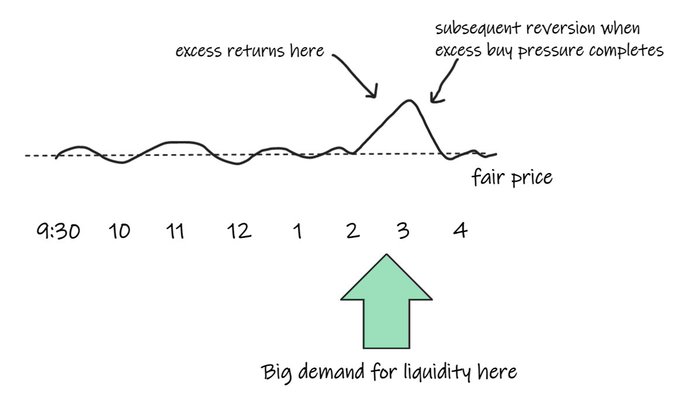 subsequent reversion when
excess buy pressure completes
excess returns here
fair price
9:30 10 11 12 1 2 3 4
Big demand for liquidity here